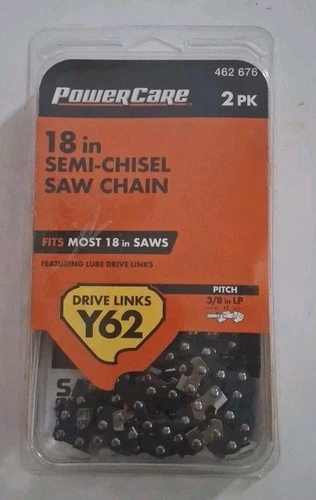 462 676
POWERCARE
2 PK
18 in
SEMI-CHISEL
SAW CHAIN
FITS MOST 18 in SAWS
FEATURING LUBE DRIVE LINKS
DRIVE LINKS
Y62
PITCH
3/8 in LP